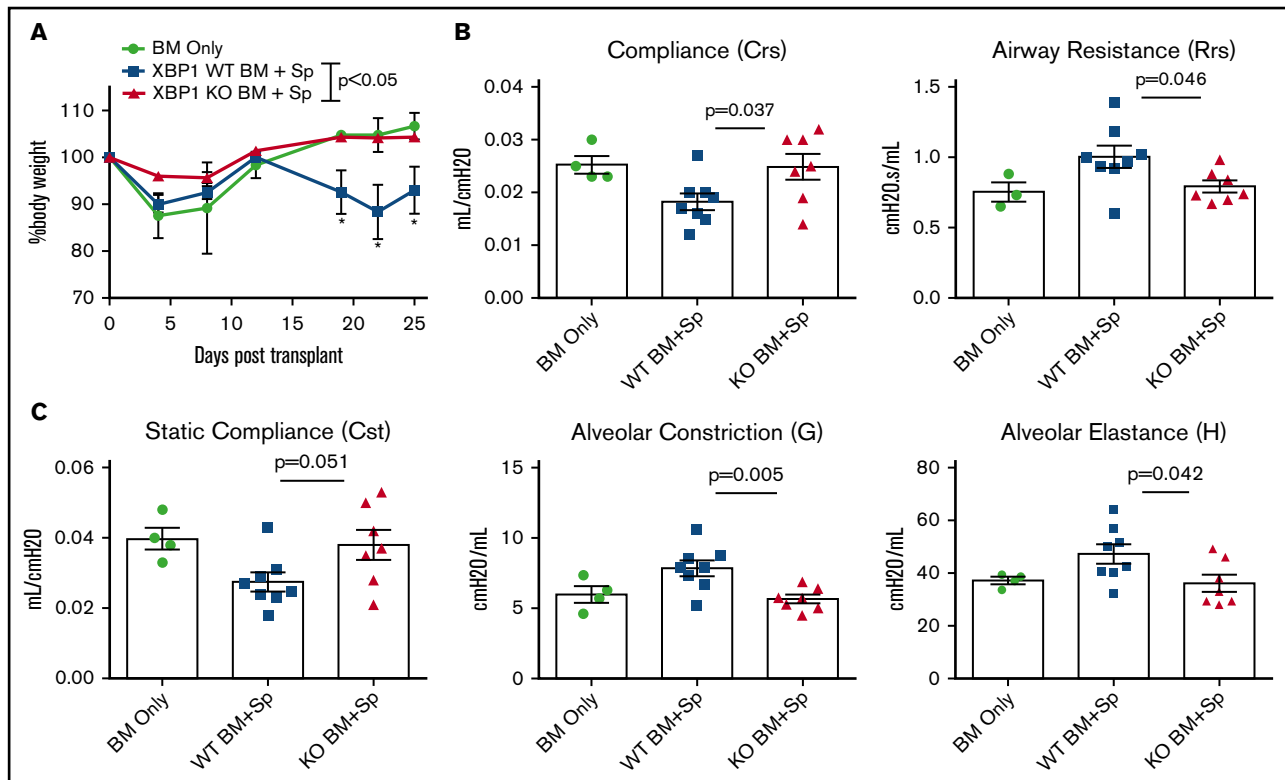 A
BM Only
XBP1 WT BM + Sp
XBP1 KO BM + Sp
p<0.05
110
100
90
80
70
%body weight
0
5
10
15
20
25
*
*
*
Days post transplant
B
Compliance (Crs)
p=0.037
0.04
0.03
0.02
0.01
0.00
mL/cmH20
BM Only
WT BM+Sp
KO BM+Sp
Airway Resistance (Rrs)
p=0.046
1.5
1.0
0.5
0.0
cmH2O.s/mL
BM Only
WT BM+Sp
KO BM+Sp
C
Static Compliance (Cst)
p=0.051
0.06
0.04
0.02
0.00
mL/cmH20
BM Only
WT BM+Sp
KO BM+Sp
Alveolar Constriction (G)
p=0.005
15
10
5
0
cmH20/mL
BM Only
WT BM+Sp
KO BM+Sp
Alveolar Elastance (H)
p=0.042
80
60
40
20
0
cmH20/mL
BM Only
WT BM+Sp
KO BM+Sp